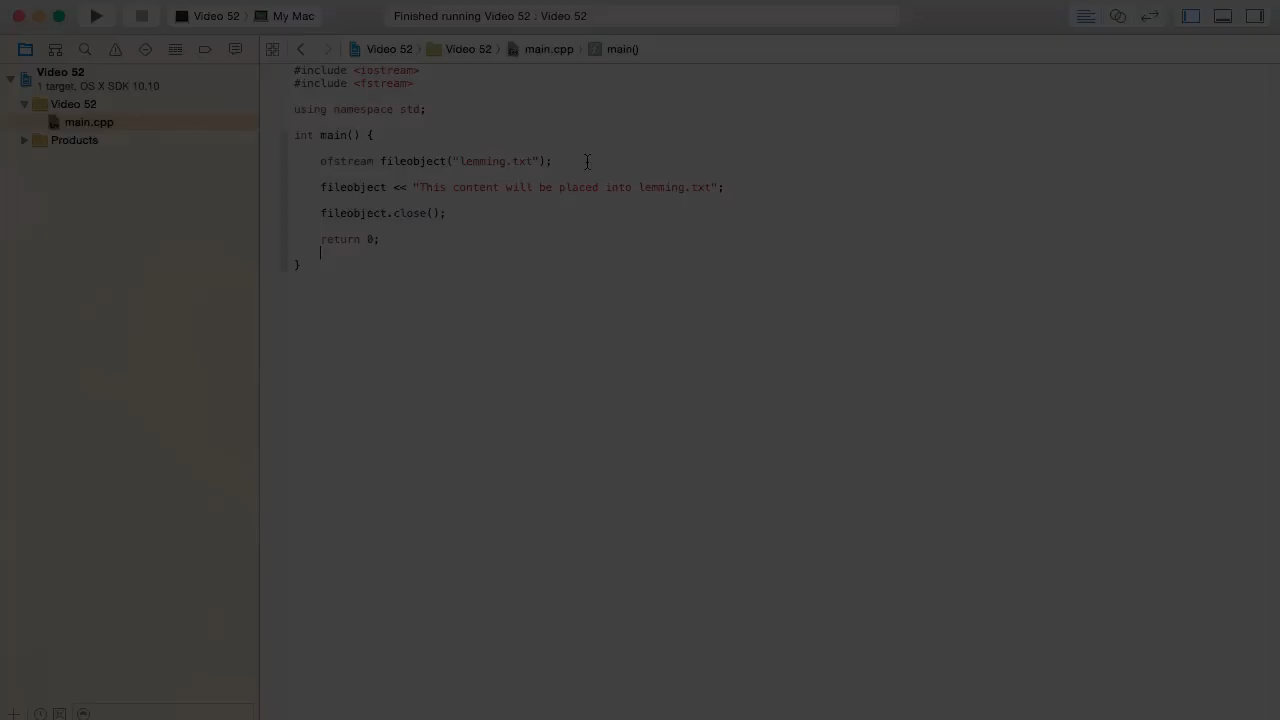 Video 52 My Mac
Finished running Video 52 : Video 52
Video 52 Video 52 main.cpp main()
Video 52
1 target, OS X SDK 10.10
Video 52
main.cpp
Products
#include <iostream>
#include <fstream>
using namespace std;
int main() {
ofstream fileobject("lemming.txt");
fileobject << "This content will be placed into lemming.txt";
fileobject.close();
return 0;
}